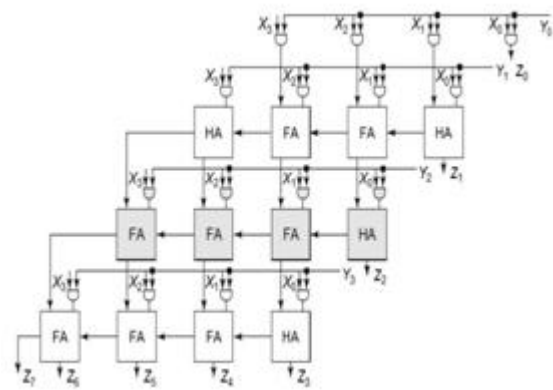 X₃ X₂ X₁ X₀ Y₀
X₃ X₂ X₁ X₀ Y₁ Z₀
HA FA FA HA
X₃ X₂ X₁ X₀ Y₂ Z₁
FA FA FA HA
X₃ X₂ X₁ X₀ Y₃ Z₂
FA FA FA HA
Z₇ Z₆ Z₅ Z₄ Z₃